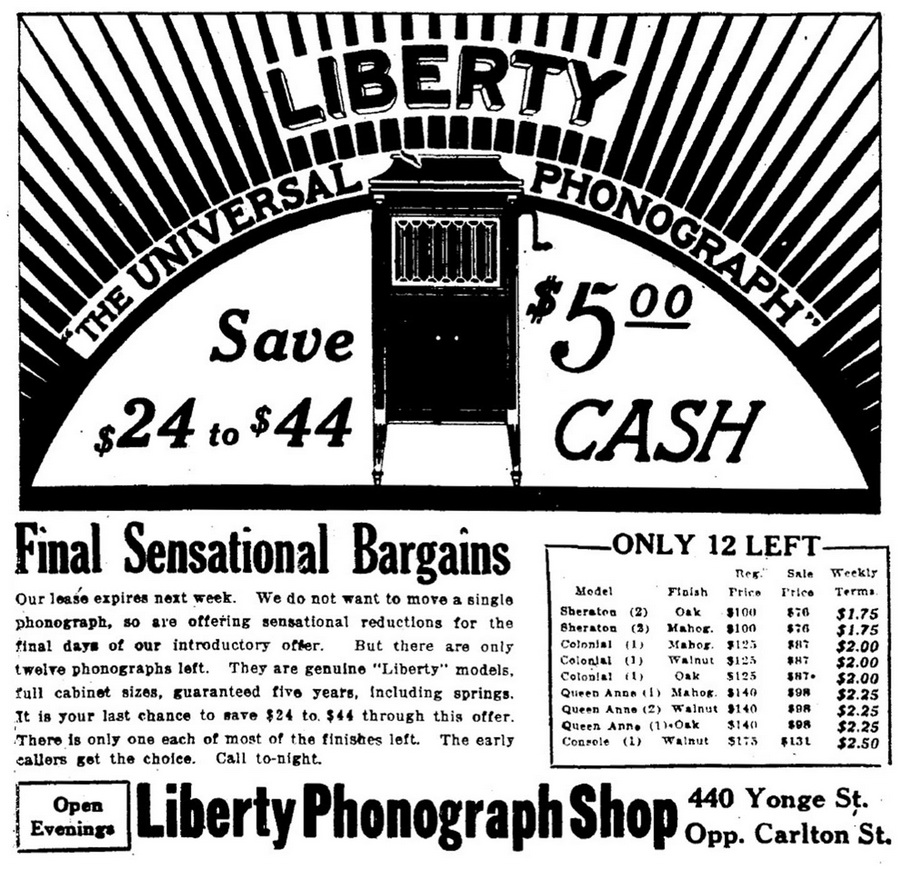 LIBERTY
"THE UNIVERSAL PHONOGRAPH"
Save
$24 to $44
$5.00
CASH
Final Sensational Bargains
Our lease expires next week. We do not want to move a single
phonograph, so are offering sensational reductions for the
final days of our introductory offer. But there are only
twelve phonographs left. They are genuine "Liberty" models,
full cabinet sizes, guaranteed five years, including springs.
It is your last chance to save $24 to $44 through this offer.
There is only one each of most of the finishes left. The early
callers get the choice. Call to-night.
ONLY 12 LEFT
Reg. Sale Weekly
Model Finish Price Price Terms.
Sheraton (2) Oak $100 $76 $1.75
Sheraton (2) Mahog. $100 $76 $1.75
Colonial (1) Mahog. $125 $87 $2.00
Colonial (1) Walnut $125 $87 $2.00
Colonial (1) Oak $125 $87 $2.00
Queen Anne (1) Mahog. $140 $98 $2.25
Queen Anne (2) Walnut $140 $98 $2.25
Queen Anne (1) Oak $140 $98 $2.25
Console (1) Walnut $175 $131 $2.50
Open
Evenings
Liberty Phonograph Shop
440 Yonge St.
Opp. Carlton St.